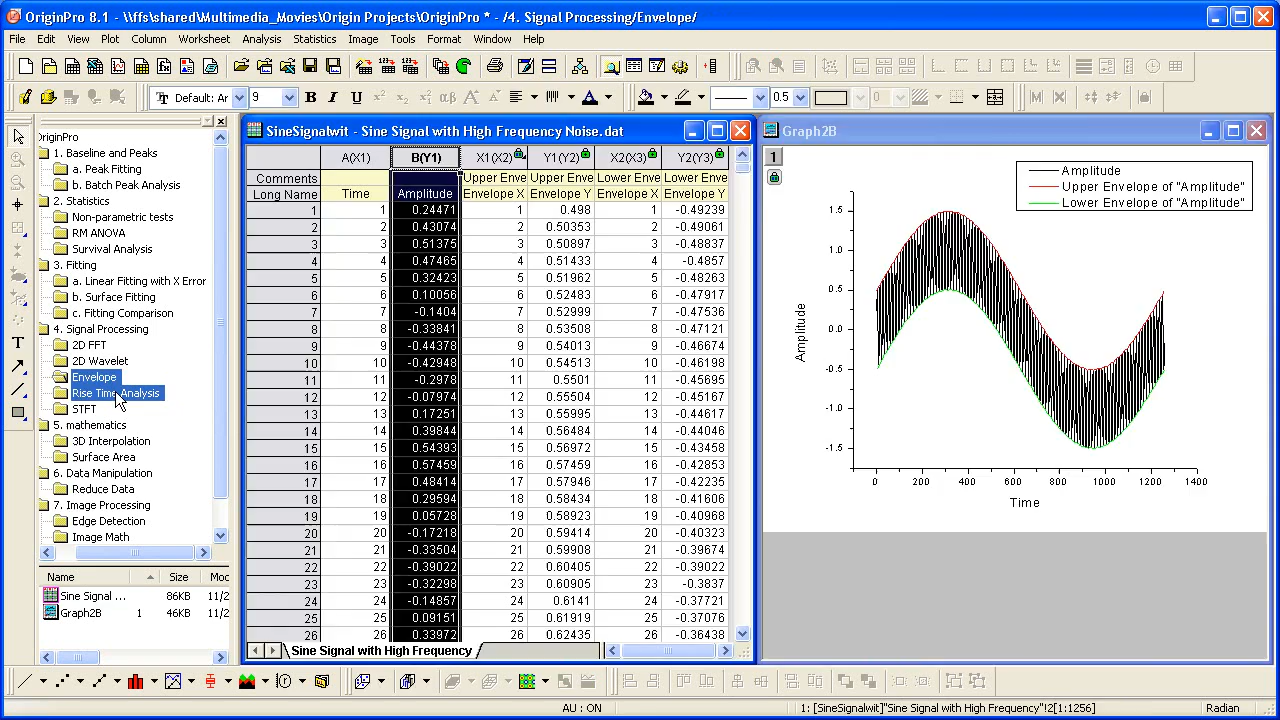 OriginPro 8.1 - \\ffs\shared\Multimedia_Movies\Origin Projects\OriginPro * - /4. Signal Processing/Envelope/
File Edit View Plot Column Worksheet Analysis Statistics Image Tools Format Window Help
Default: Ar 9 B I U αβ A 0.5 0
OriginPro
1. Baseline and Peaks
a. Peak Fitting
b. Batch Peak Analysis
2. Statistics
Non-parametric tests
RM ANOVA
Survival Analysis
3. Fitting
a. Linear Fitting with X Error
b. Surface Fitting
c. Fitting Comparison
4. Signal Processing
2D FFT
2D Wavelet
Envelope
Rise Time Analysis
STFT
5. mathematics
3D Interpolation
Surface Area
6. Data Manipulation
Reduce Data
7. Image Processing
Edge Detection
Image Math
Name Size Moc
Sine Signal ... 86KB 11/2
Graph2B 1 46KB 11/2
SineSignalwit - Sine Signal with High Frequency Noise.dat
A(X1) B(Y1) (X2) Y1(Y2) X2(X3) Y2(Y3)
Comments Upper Enve Upper Enve Lower Enve Lower Enve
Long Name Time Amplitude Envelope X Envelope Y Envelope X Envelope Y
1 1 0.24471 1 0.498 1 -0.49239
2 2 0.43074 2 0.50353 2 -0.49061
3 3 0.51375 3 0.50897 3 -0.48837
4 4 0.47465 4 0.51433 4 -0.4857
5 5 0.32423 5 0.51962 5 -0.48263
6 6 0.10056 6 0.52483 6 -0.47917
7 7 -0.1404 7 0.52999 7 -0.47536
8 8 -0.33841 8 0.53508 8 -0.47121
9 9 -0.44378 9 0.54013 9 -0.46674
10 10 -0.42948 10 0.54513 10 -0.46198
11 11 -0.2978 11 0.5501 11 -0.45695
12 12 -0.07974 12 0.55504 12 -0.45167
13 13 0.17251 13 0.55995 13 -0.44617
14 14 0.39844 14 0.56484 14 -0.44046
15 15 0.54393 15 0.56972 15 -0.43458
16 16 0.57459 16 0.57459 16 -0.42853
17 17 0.48414 17 0.57946 17 -0.42235
18 18 0.29594 18 0.58434 18 -0.41606
19 19 0.05728 19 0.58923 19 -0.40968
20 20 -0.17218 20 0.59414 20 -0.40323
21 21 -0.33504 21 0.59908 21 -0.39674
22 22 -0.39022 22 0.60405 22 -0.39022
23 23 -0.32298 23 0.60905 23 -0.3837
24 24 -0.14857 24 0.6141 24 -0.37721
25 25 0.09151 25 0.61919 25 -0.37076
26 26 0.33972 26 0.62435 26 -0.36438
Sine Signal with High Frequency
Graph2B
1
Amplitude
Upper Envelope of "Amplitude"
Lower Envelope of "Amplitude"
1.5
1.0
0.5
0.0
-0.5
-1.0
-1.5
Amplitude
0 200 400 600 800 1000 1200 1400
Time
AU : ON
1: [SineSignalwit]"Sine Signal with High Frequency"!2[1:1256]
Radian